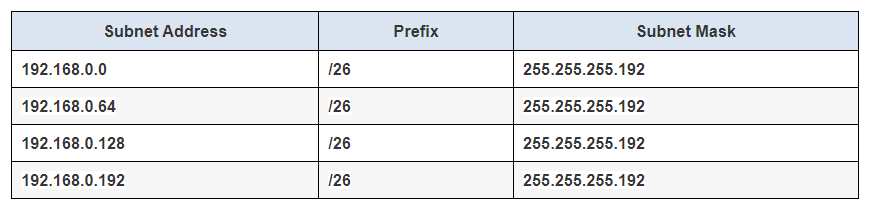 Subnet Address Prefix Subnet Mask
192.168.0.0 /26 255.255.255.192
192.168.0.64 /26 255.255.255.192
192.168.0.128 /26 255.255.255.192
192.168.0.192 /26 255.255.255.192